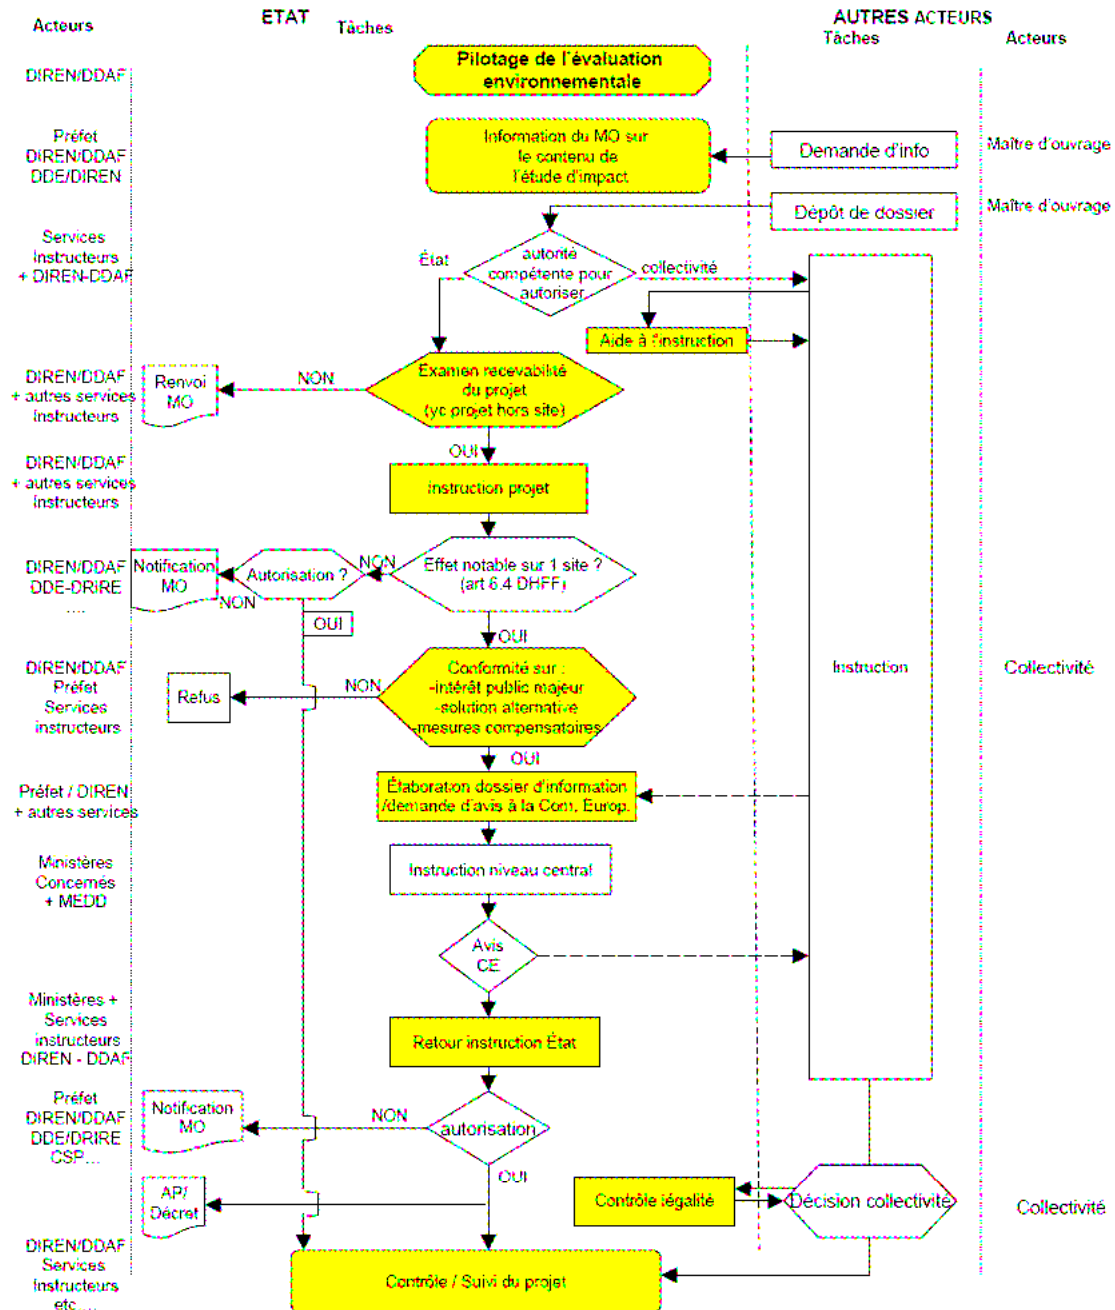 ETAT
AUTRES ACTEURS
Acteurs
Tâches
Tâches
Acteurs
DIREN/DDAF
Pilotage de l'évaluation
environnementale
Préfet
DIREN/DDAF
DDE/DIREN
Information du MO sur
le contenu de
l'étude d'impact
Demande d'info
Maître d'ouvrage
Dépôt de dossier
Maître d'ouvrage
Services
Instructeurs
+ DIREN-DDAF
État
autorité
compétente pour
autoriser
collectivité
Aide à l'instruction
DIREN/DDAF
+ autres services
Instructeurs
Renvoi
MO
NON
Examen recevabilité
du projet
(yc projet hors site)
OUI
DIREN/DDAF
+ autres services
Instructeurs
Instruction projet
DIREN/DDAF
DDE-DRIRE
....
Notification
MO
NON
Autorisation ?
NON
Effet notable sur 1 site ?
(art 6.4 DHFF)
OUI
OUI
DIREN/DDAF
Préfet
Services
instructeurs
Refus
NON
Conformité sur :
-intérêt public majeur
-solution alternative
-mesures compensatoires
Instruction
Collectivité
OUI
Préfet / DIREN
+ autres services
Élaboration dossier d'information
/demande d'avis à la Com. Europ.
Ministères
Concernés
+ MEDD
Instruction niveau central
Avis
CE
Ministères +
Services
instructeurs
DIREN - DDAF
Retour instruction État
Préfet
DIREN/DDAF
DDE/DRIRE
CSP...
Notification
MO
NON
autorisation
OUI
AP/
Décret
Contrôle légalité
Décision collectivité
Collectivité
DIREN/DDAF
Services
Instructeurs
etc....
Contrôle / Suivi du projet